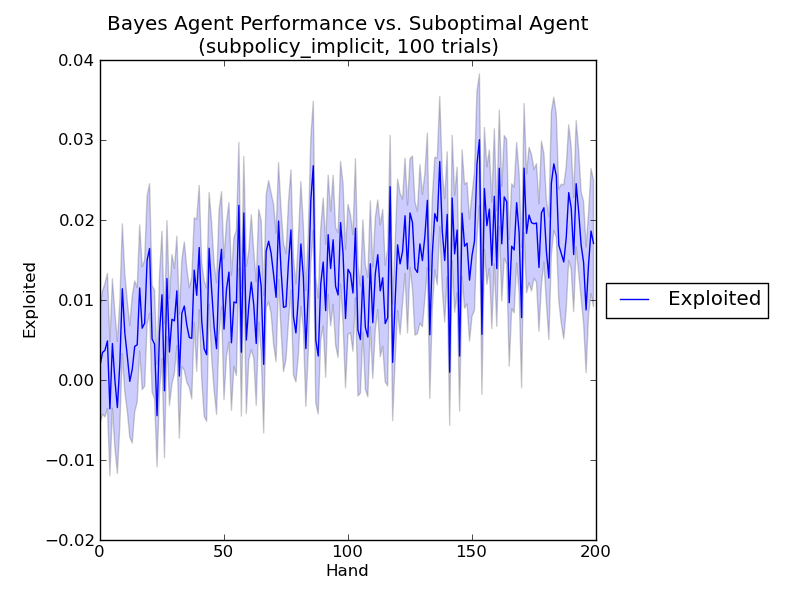 Bayes Agent Performance vs. Suboptimal Agent
(subpolicy_implicit, 100 trials)
0.04
0.03
0.02
0.01
0.00
−0.01
−0.02
Exploited
Exploited
0
50
100
150
200
Hand